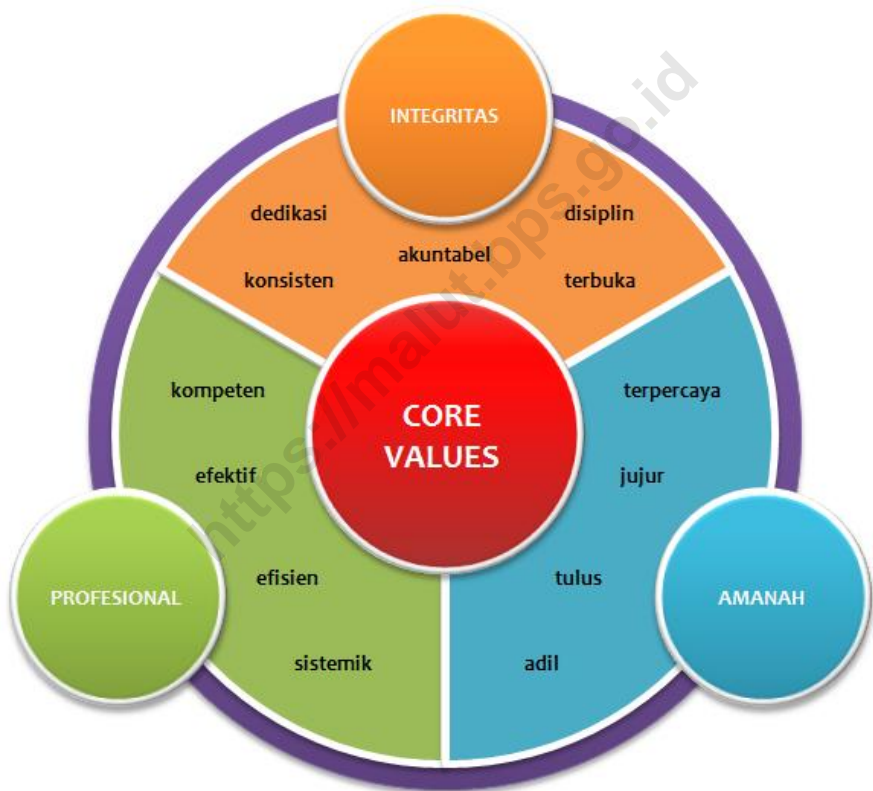 INTEGRITAS
dedikasi
disiplin
akuntabel
konsisten
terbuka
kompeten
terpercaya
CORE
VALUES
efektif
jujur
efisien
tulus
PROFESIONAL
AMANAH
sistemik
adil
https://malut.bps.go.id